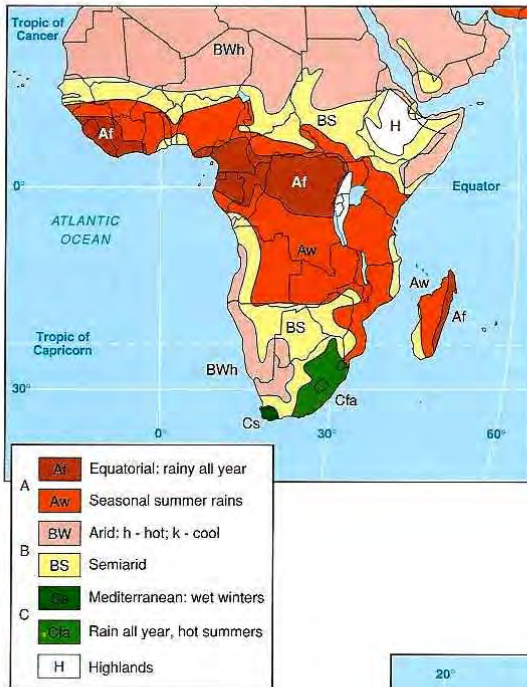 Tropic of
Cancer
BWh
BS
H
Af
Af
0°
Equator
ATLANTIC
OCEAN
Aw
Aw
Af
BS
Tropic of
Capricorn
BWh
Cfa
30°
Cs
0°
30°
60°
A
Af Equatorial: rainy all year
Aw Seasonal summer rains
B
BW Arid: h - hot; k - cool
BS Semiarid
C
Cs Mediterranean: wet winters
Cfa Rain all year, hot summers
H Highlands
20°